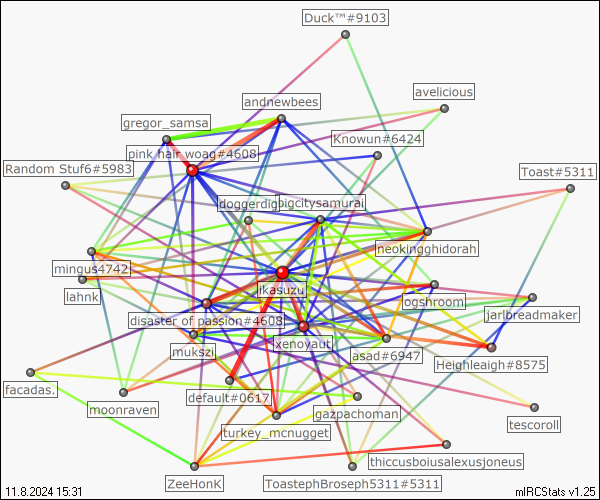 Duck™#9103
avelicious
andnewbees
gregor_samsa
Knowun#6424
pink hair woag#4608
Random Stuf6#5983
Toast#5311
bigcitysamurai
neokingghidorah
mingus4742
ikasuzu
lahnk
ogshroom
jarlbreadmaker
disaster of passion#4608
xenoyaut
mukszi
asad#6947
Heighleaigh#8575
facadas.
default#0617
moonraven
gazpachoman
tescoroll
turkey_mcnugget
thiccusboiusalexusjoneus
ZeeHonK
ToastephBroseph5311#5311
11.8.2024 15:31
mIRCStats v1.25